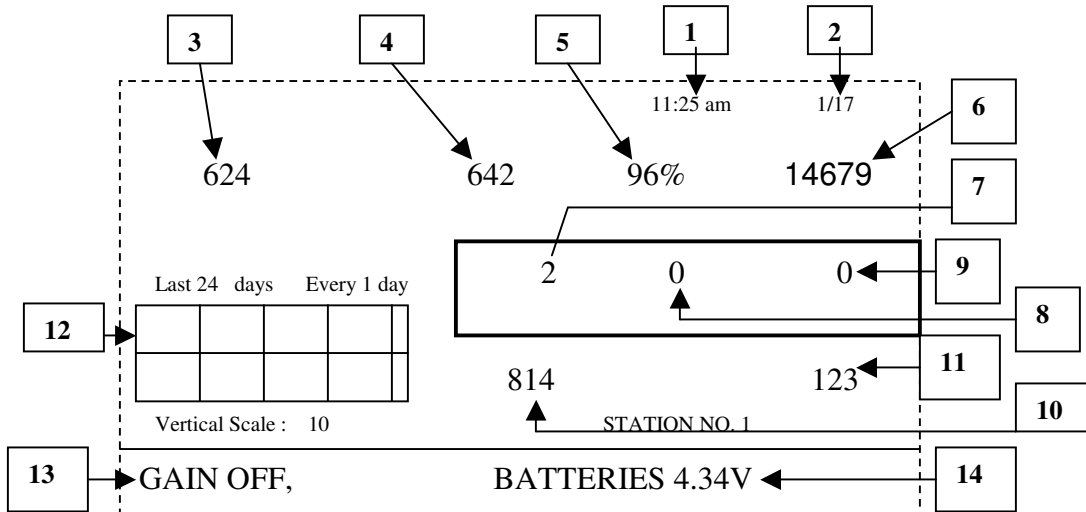 3 4 5 1 2
11:25 am 1/17
6
624 642 96% 14679
7
2 0 0 9
Last 24 days Every 1 day
12
8
11
814 123
10
Vertical Scale : 10 STATION NO. 1
13 GAIN OFF, BATTERIES 4.34V 14